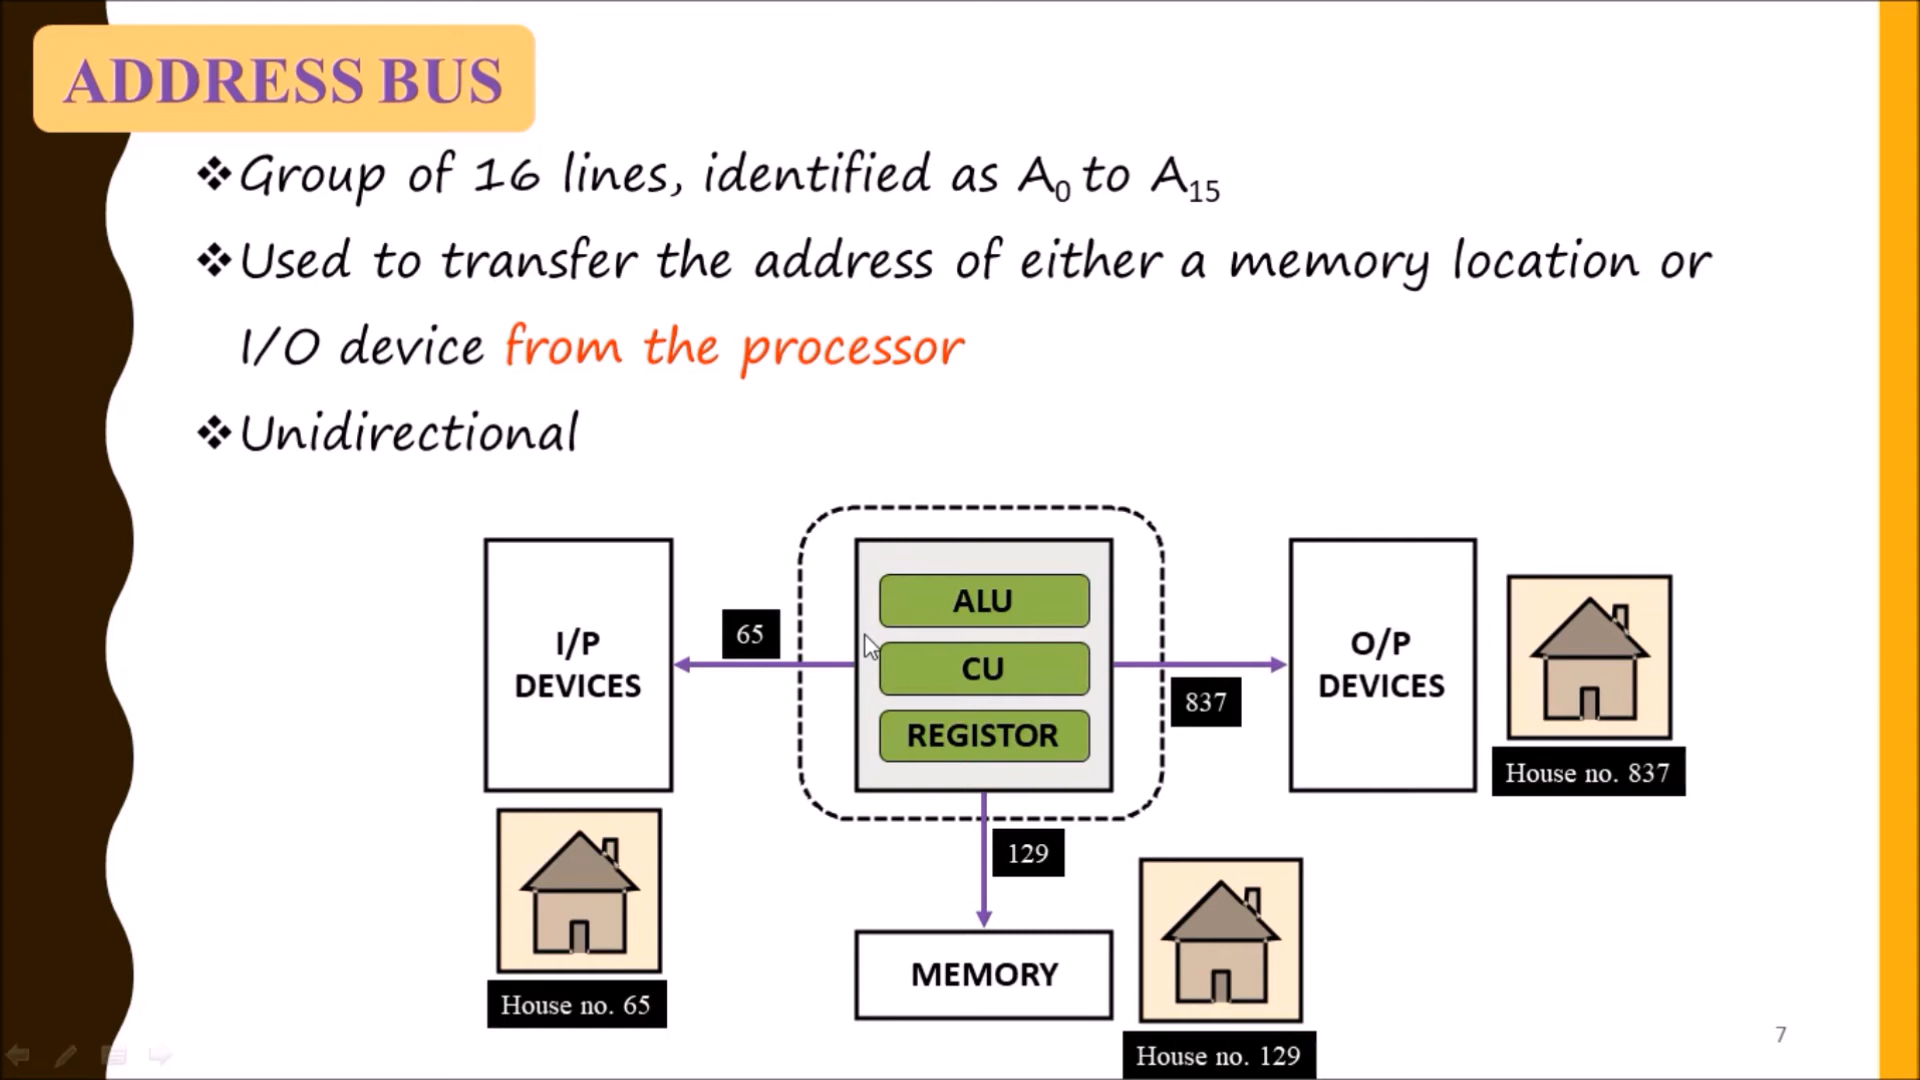 ADDRESS BUS
❖Group of 16 lines, identified as A₀ to A₁₅
❖Used to transfer the address of either a memory location or
I/O device from the processor
❖Unidirectional
I/P
DEVICES
65
ALU
CU
REGISTOR
837
O/P
DEVICES
House no. 837
129
MEMORY
House no. 65
House no. 129
7